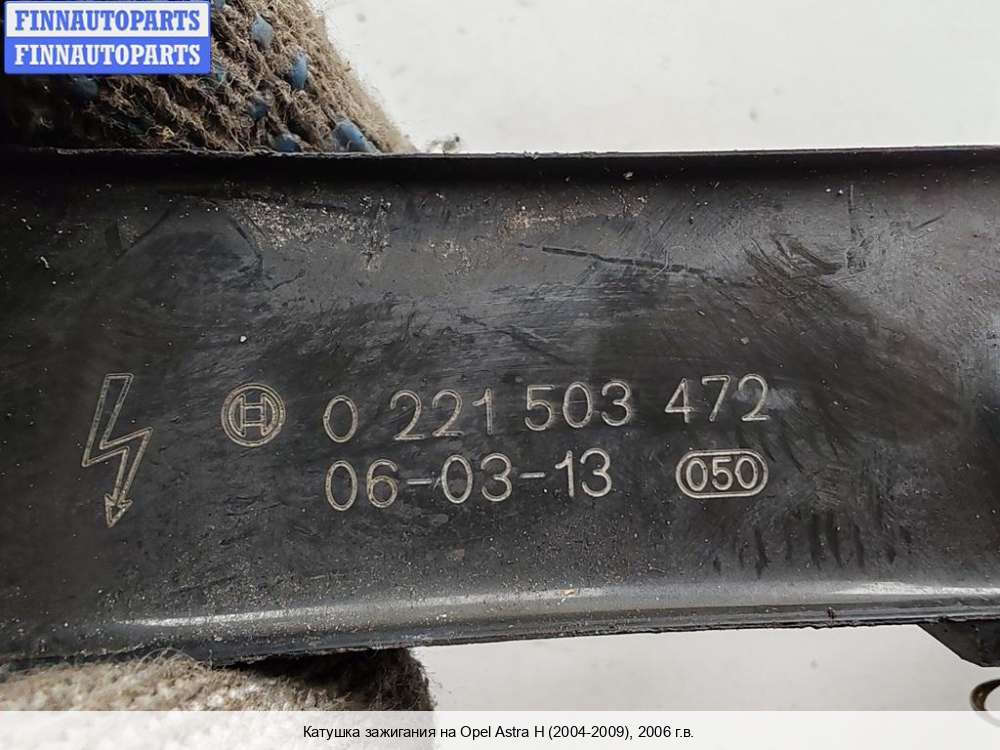 FINNAUTOPARTS
FINNAUTOPARTS
0 221 503 472
06-03-13 050
Катушка зажигания на Opel Astra H (2004-2009), 2006 г.в.